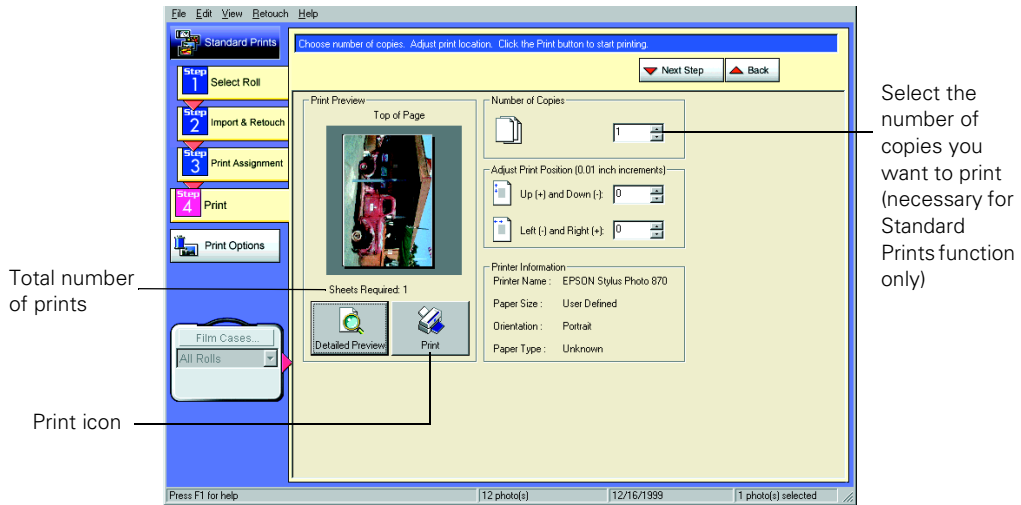 File Edit View Retouch Help
Standard Prints
Choose number of copies. Adjust print location. Click the Print button to start printing.
Next Step
Back
Step 1 Select Roll
Step 2 Import & Retouch
Step 3 Print Assignment
Step 4 Print
Print Options
Film Cases...
All Rolls
Print Preview
Top of Page
Sheets Required: 1
Detailed Preview
Print
Number of Copies
1
Adjust Print Position (0.01 inch increments)
Up (+) and Down (-): 0
Left (-) and Right (+): 0
Printer Information
Printer Name : EPSON Stylus Photo 870
Paper Size : User Defined
Orientation : Portrait
Paper Type : Unknown
Press F1 for help
12 photo(s)
12/16/1999
1 photo(s) selected
Total number
of prints
Print icon
Select the
number of
copies you
want to print
(necessary for
Standard
Prints function
only)